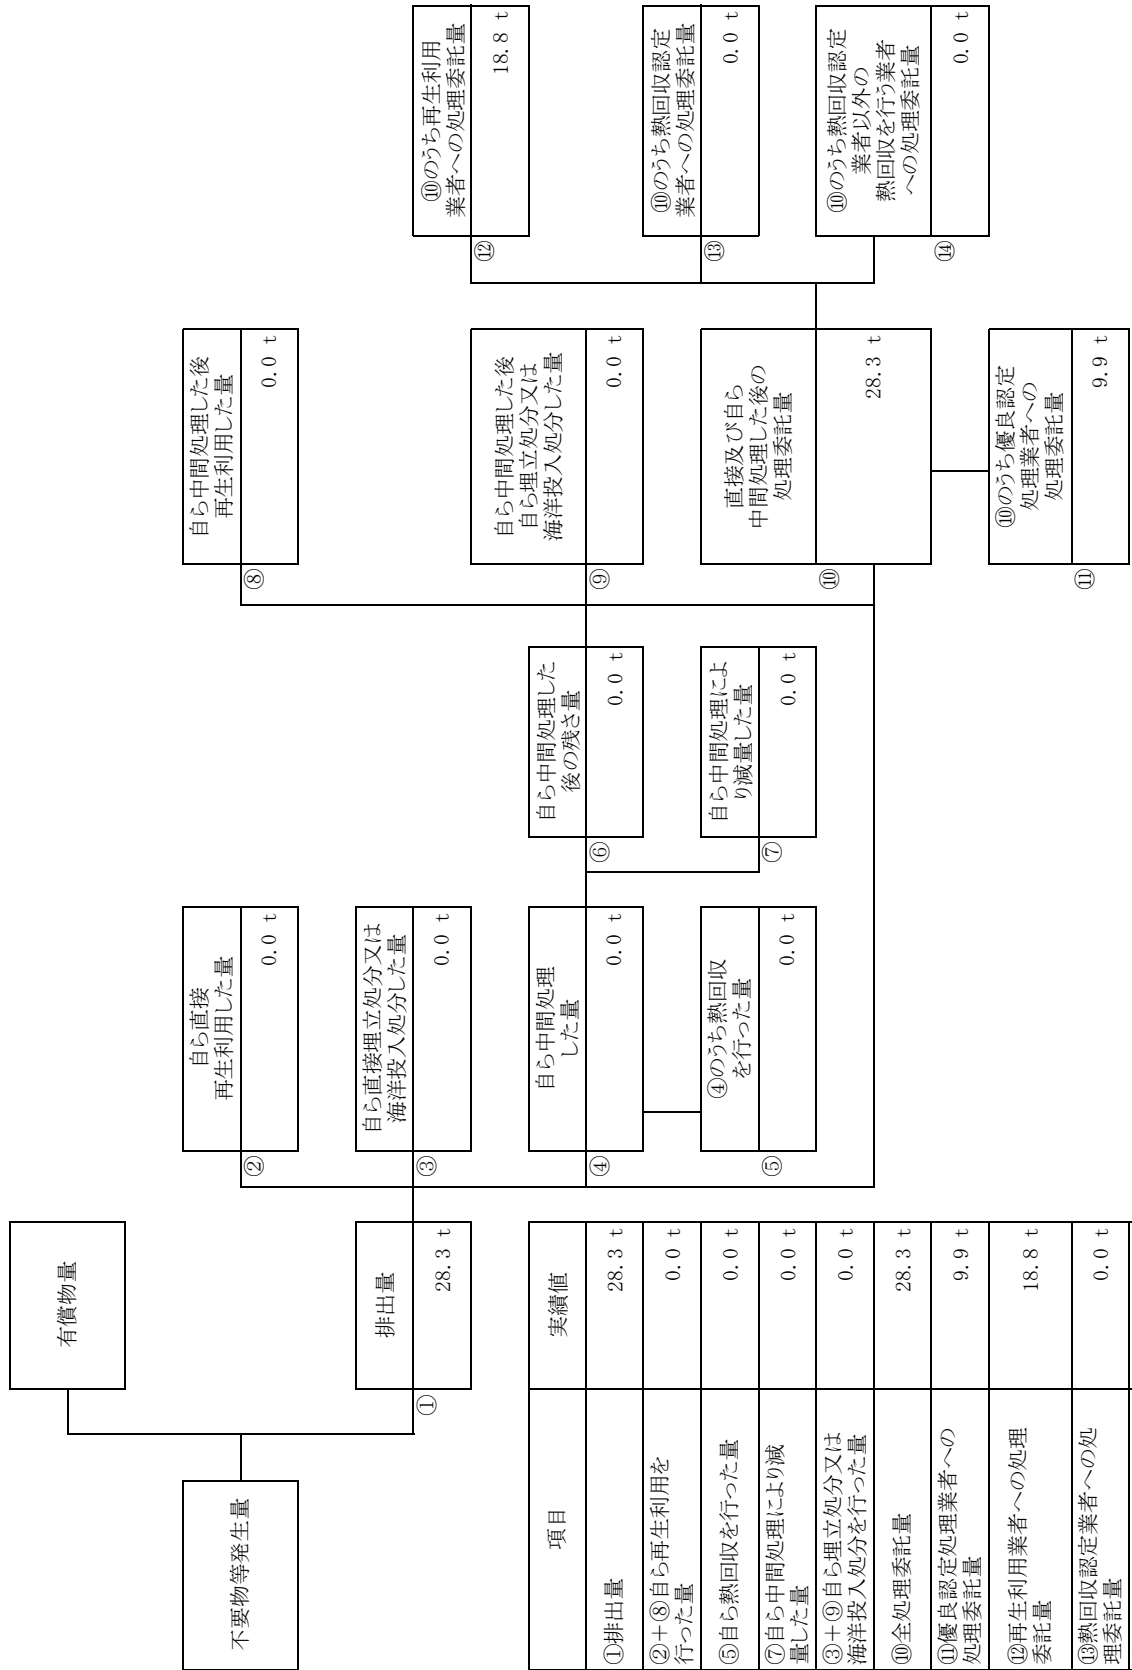 不要物等発生量
有償物量
排出量
① 28.3 t
自ら直接
再生利用した量
② 0.0 t
自ら直接埋立処分又は
海洋投入処分した量
③ 0.0 t
自ら中間処理
した量
④ 0.0 t
④のうち熱回収
を行った量
⑤ 0.0 t
自ら中間処理した
後の残さ量
⑥ 0.0 t
自ら中間処理によ
り減量した量
⑦ 0.0 t
自ら中間処理した後
再生利用した量
⑧ 0.0 t
自ら中間処理した後
自ら埋立処分又は
海洋投入処分した量
⑨ 0.0 t
直接及び自ら
中間処理した後の
処理委託量
⑩ 28.3 t
⑩のうち優良認定
処理業者への
処理委託量
⑪ 9.9 t
⑩のうち再生利用
業者への処理委託量
⑫ 18.8 t
⑩のうち熱回収認定
業者への処理委託量
⑬ 0.0 t
⑩のうち熱回収認定
業者以外の
熱回収を行う業者
への処理委託量
⑭ 0.0 t
項目 実績値
①排出量 28.3 t
②+⑧自ら再生利用を
行った量 0.0 t
⑤自ら熱回収を行った量 0.0 t
⑦自ら中間処理により減
量した量 0.0 t
③+⑨自ら埋立処分又は
海洋投入処分を行った量 0.0 t
⑩全処理委託量 28.3 t
⑪優良認定処理業者への
処理委託量 9.9 t
⑫再生利用業者への処理
委託量 18.8 t
⑬熱回収認定業者への処
理委託量 0.0 t